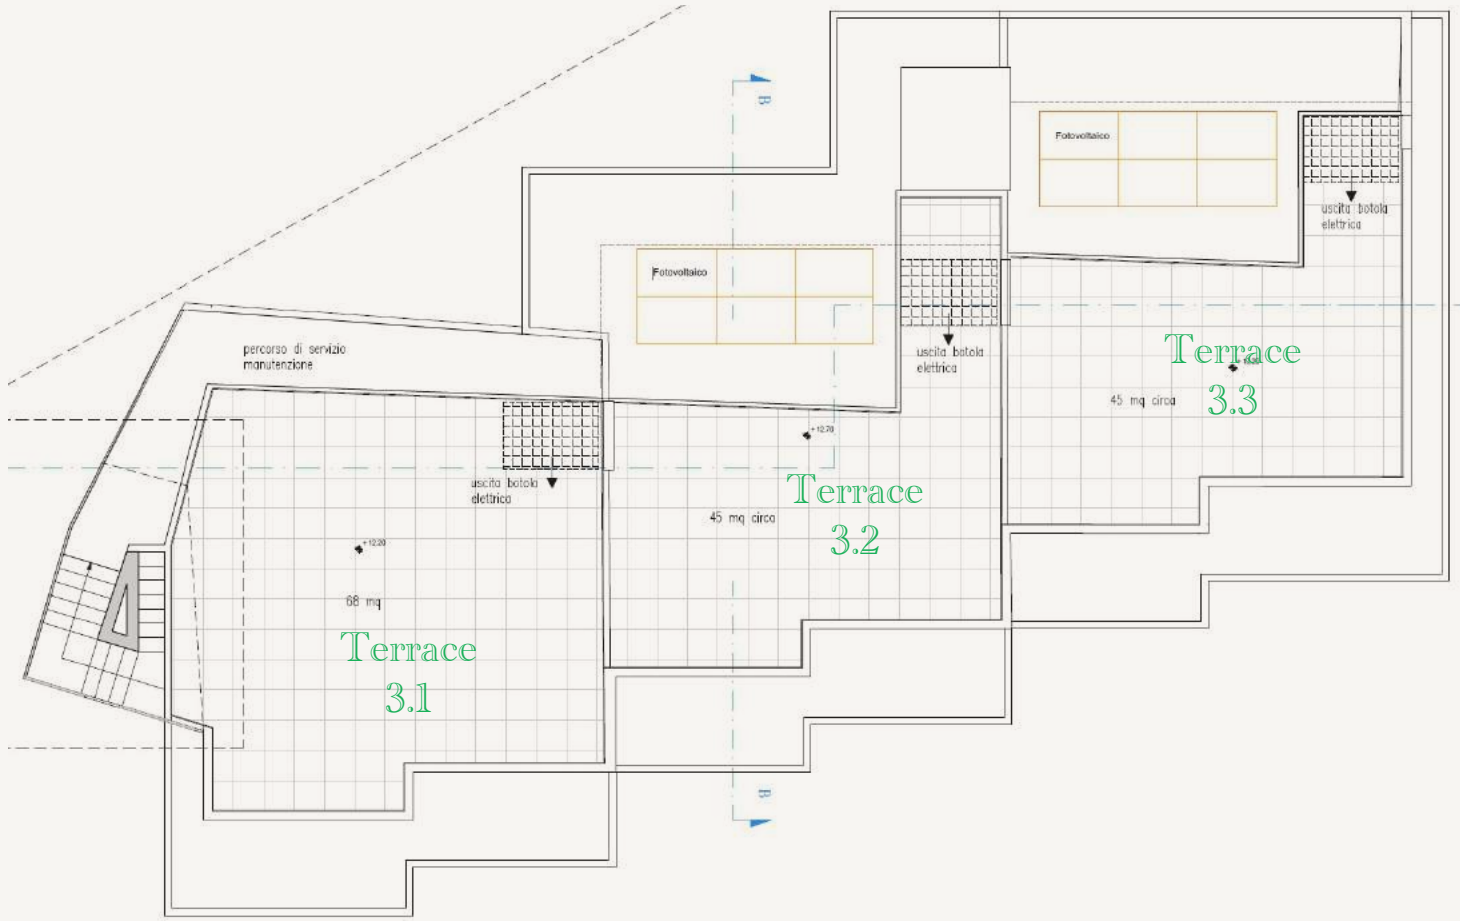 B
Fotovoltaico
uscita botola
elettrica
Fotovoltaico
percorso di servizio
manutenzione
uscita botola
elettrica
Terrace
3.3
45 mq circa
+12.70
uscita botola
elettrica
Terrace
3.2
45 mq circa
+12.20
68 mq
Terrace
3.1
B